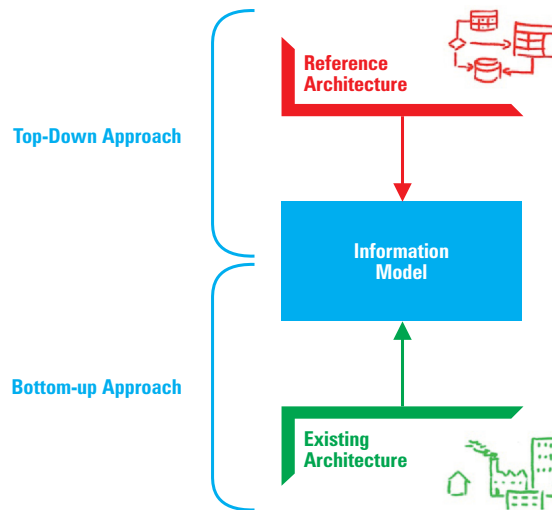 Reference
Architecture
Top-Down Approach
Information
Model
Bottom-up Approach
Existing
Architecture